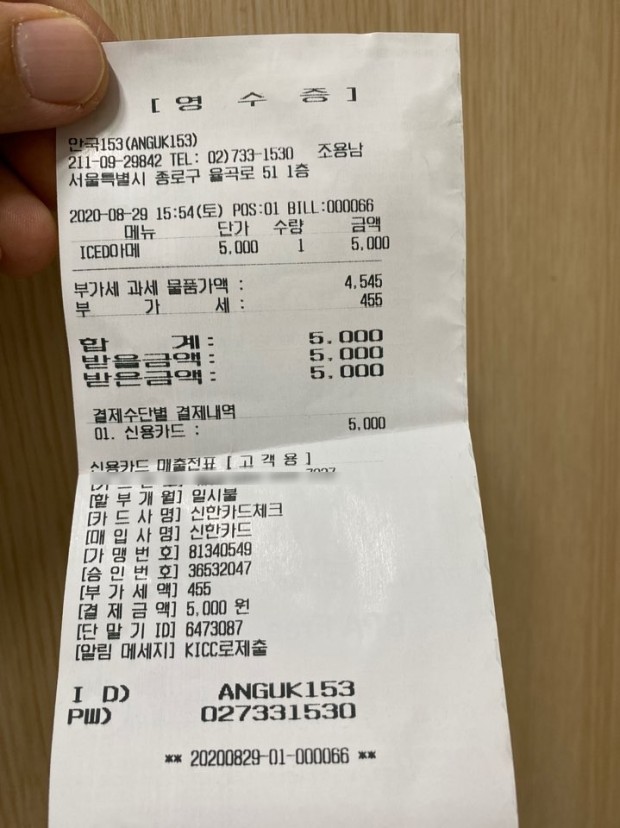 [ 영 수 증 ]
안국153(ANGUK153)
211-09-29842 TEL: 02)733-1530 조용남
서울특별시 종로구 율곡로 51 1층
2020-08-29 15:54(토) POS:01 BILL:000066
메뉴 단가 수량 금액
ICED아메 5,000 1 5,000
부가세 과세 물품가액 : 4,545
부 가 세 : 455
합 계 : 5,000
받을금액 : 5,000
받은금액 : 5,000
결제수단별 결제내역
01. 신용카드 : 5,000
신용카드 매출전표 [ 고 객 용 ]
[할 부 개 월] 일시불
[카 드 사 명] 신한카드체크
[매 입 사 명] 신한카드
[가 맹 번 호] 81340549
[승 인 번 호] 36532047
[부 가 세 액] 455
[결 제 금 액] 5,000 원
[단 말 기 ID] 6473087
[알림 메세지] KICC로제출
I D) ANGUK153
PW) 027331530
** 20200829-01-000066 **